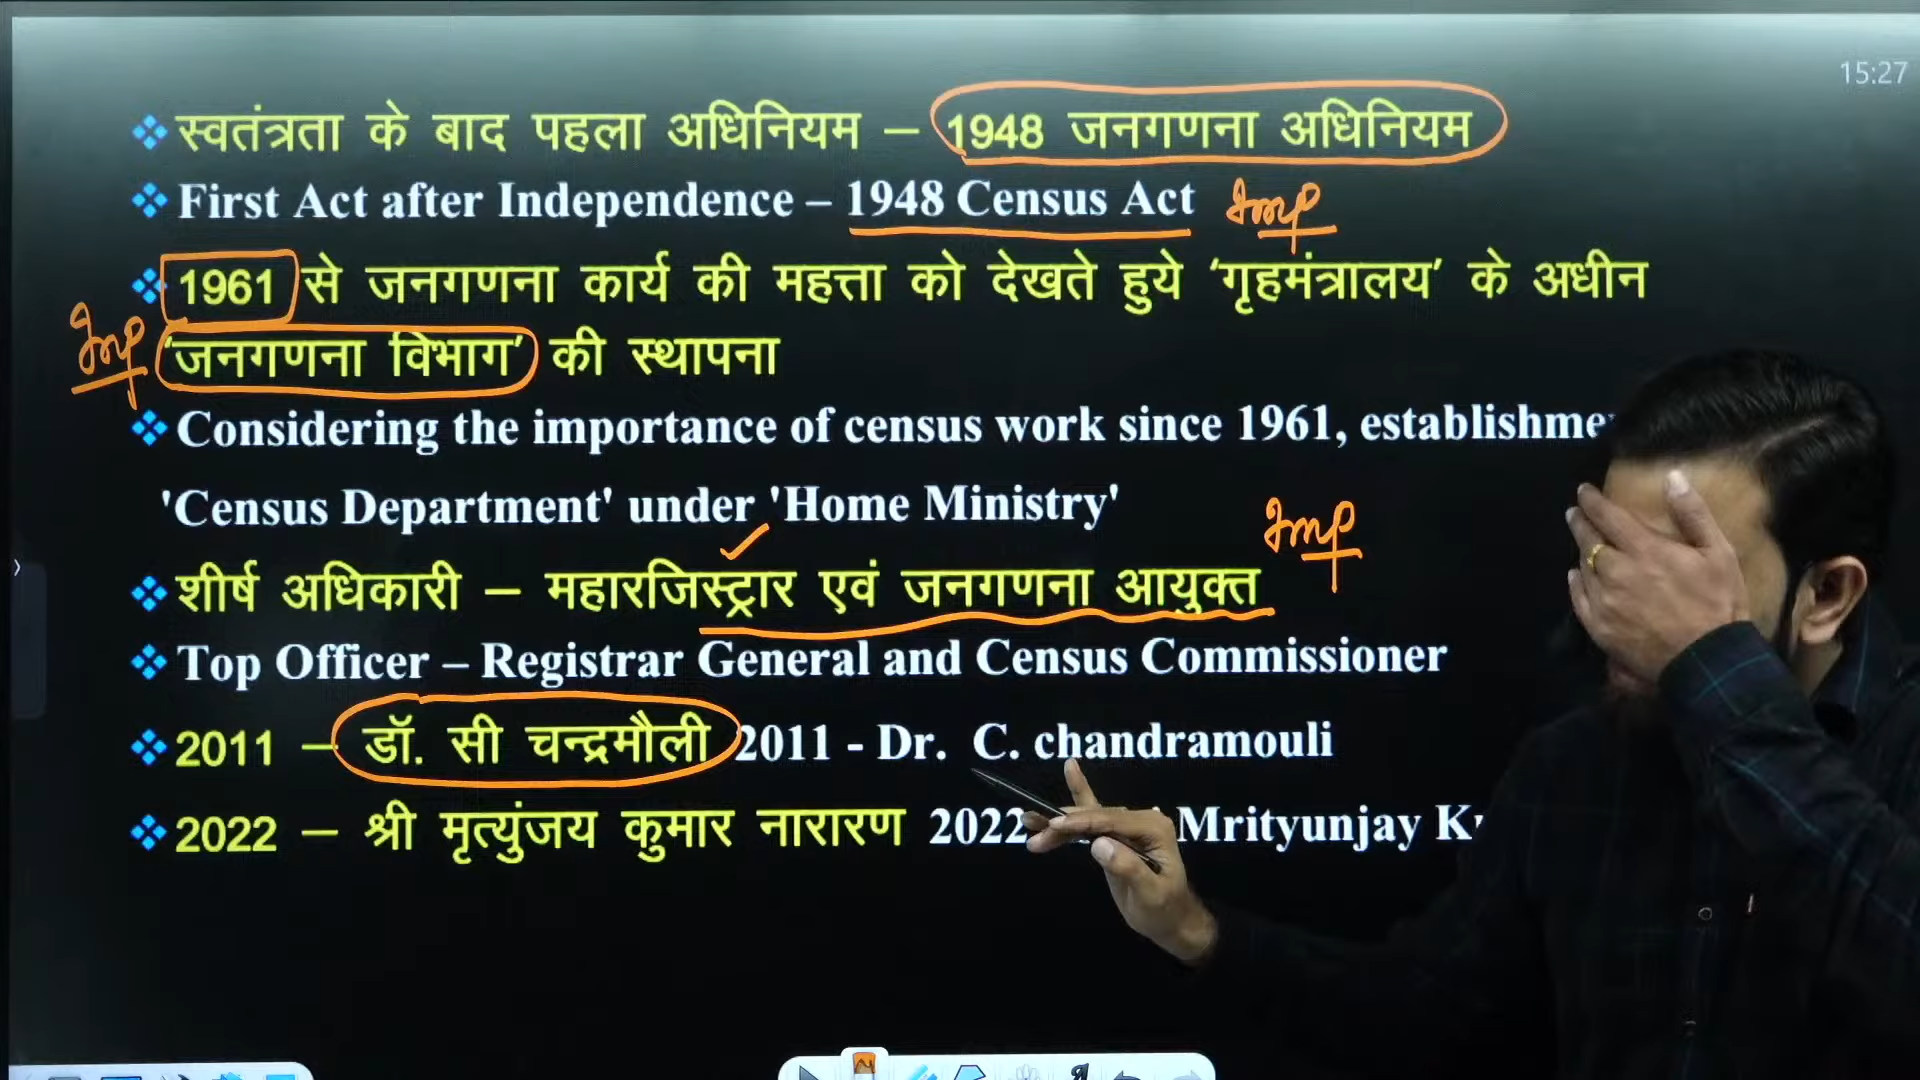 15:27
❖ स्वतंत्रता के बाद पहला अधिनियम – 1948 जनगणना अधिनियम
❖ First Act after Independence – 1948 Census Act Imp
❖ 1961 से जनगणना कार्य की महत्ता को देखते हुये 'गृहमंत्रालय' के अधीन
Imp 'जनगणना विभाग' की स्थापना
❖ Considering the importance of census work since 1961,
'Census Department' under 'Home Ministry'
Imp
❖ शीर्ष अधिकारी – महारजिस्ट्रार एवं जनगणना आयुक्त
❖ Top Officer – Registrar General and Census Commissioner
❖ 2011 – डॉ. सी चन्द्रमौली 2011 - Dr. C. chandramouli
❖ 2022 – श्री मृत्युंजय कुमार नारारण 2022 Mrityunjay